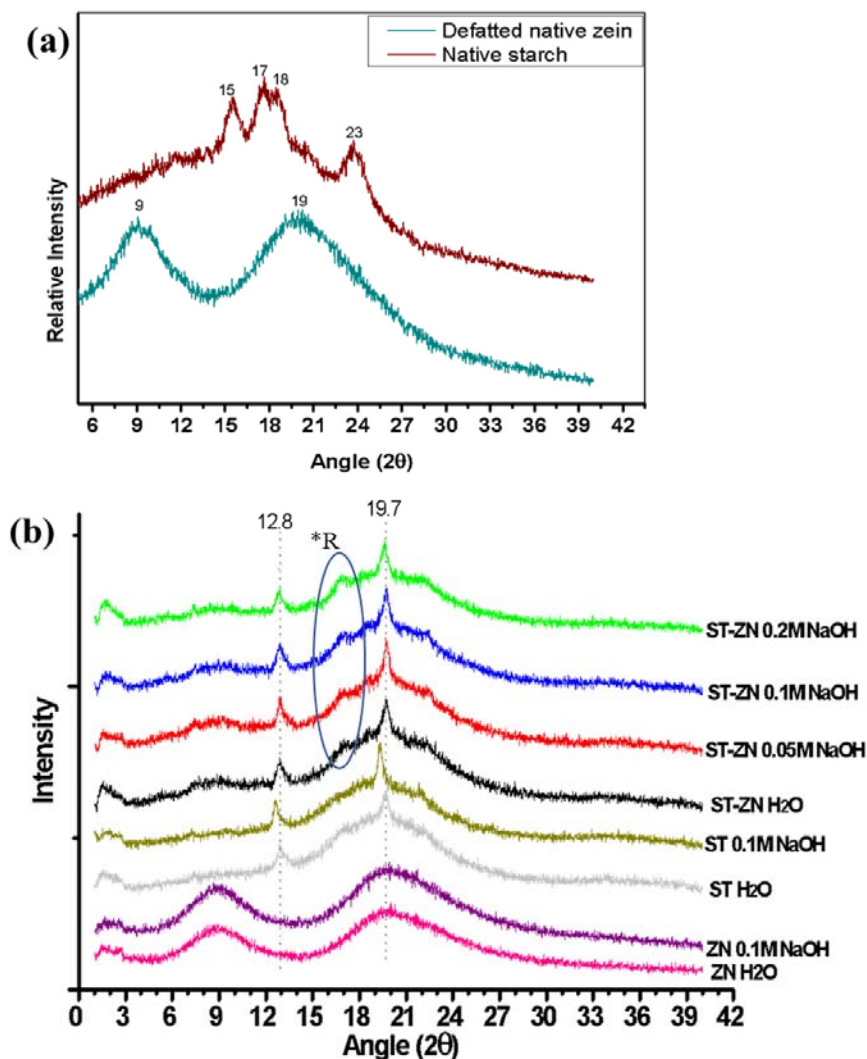 (a)
Defatted native zein
Native starch
15
17
18
23
9
19
Relative Intensity
6 9 12 15 18 21 24 27 30 33 36 39 42
Angle (2θ)
(b)
12.8
19.7
*R
ST-ZN 0.2M NaOH
ST-ZN 0.1M NaOH
ST-ZN 0.05M NaOH
ST-ZN H2O
ST 0.1M NaOH
ST H2O
ZN 0.1M NaOH
ZN H2O
Intensity
0 3 6 9 12 15 18 21 24 27 30 33 36 39 42
Angle (2θ)